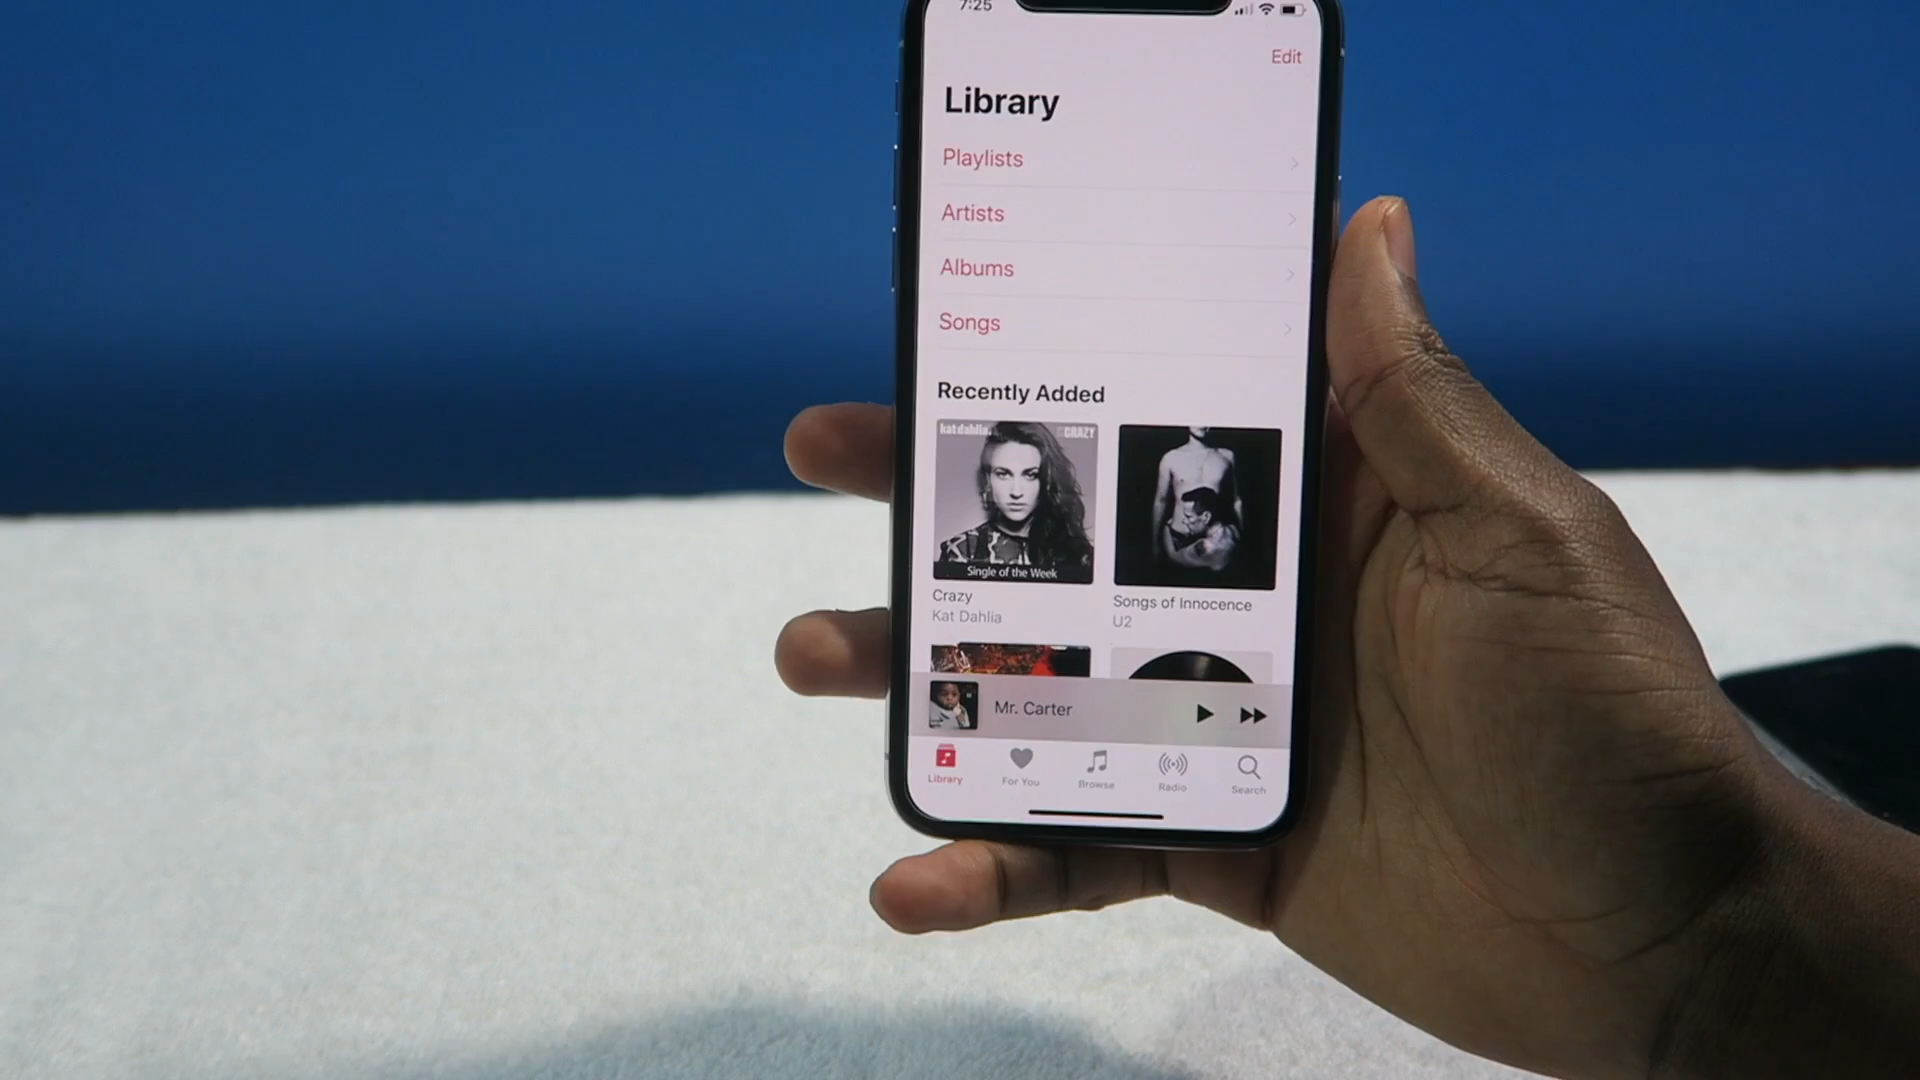 7:25
Edit
Library
Playlists
Artists
Albums
Songs
Recently Added
kat dahlia. CRAZY
Single of the Week
Crazy
Kat Dahlia
Songs of Innocence
U2
Mr. Carter
Library For You Browse Radio Search